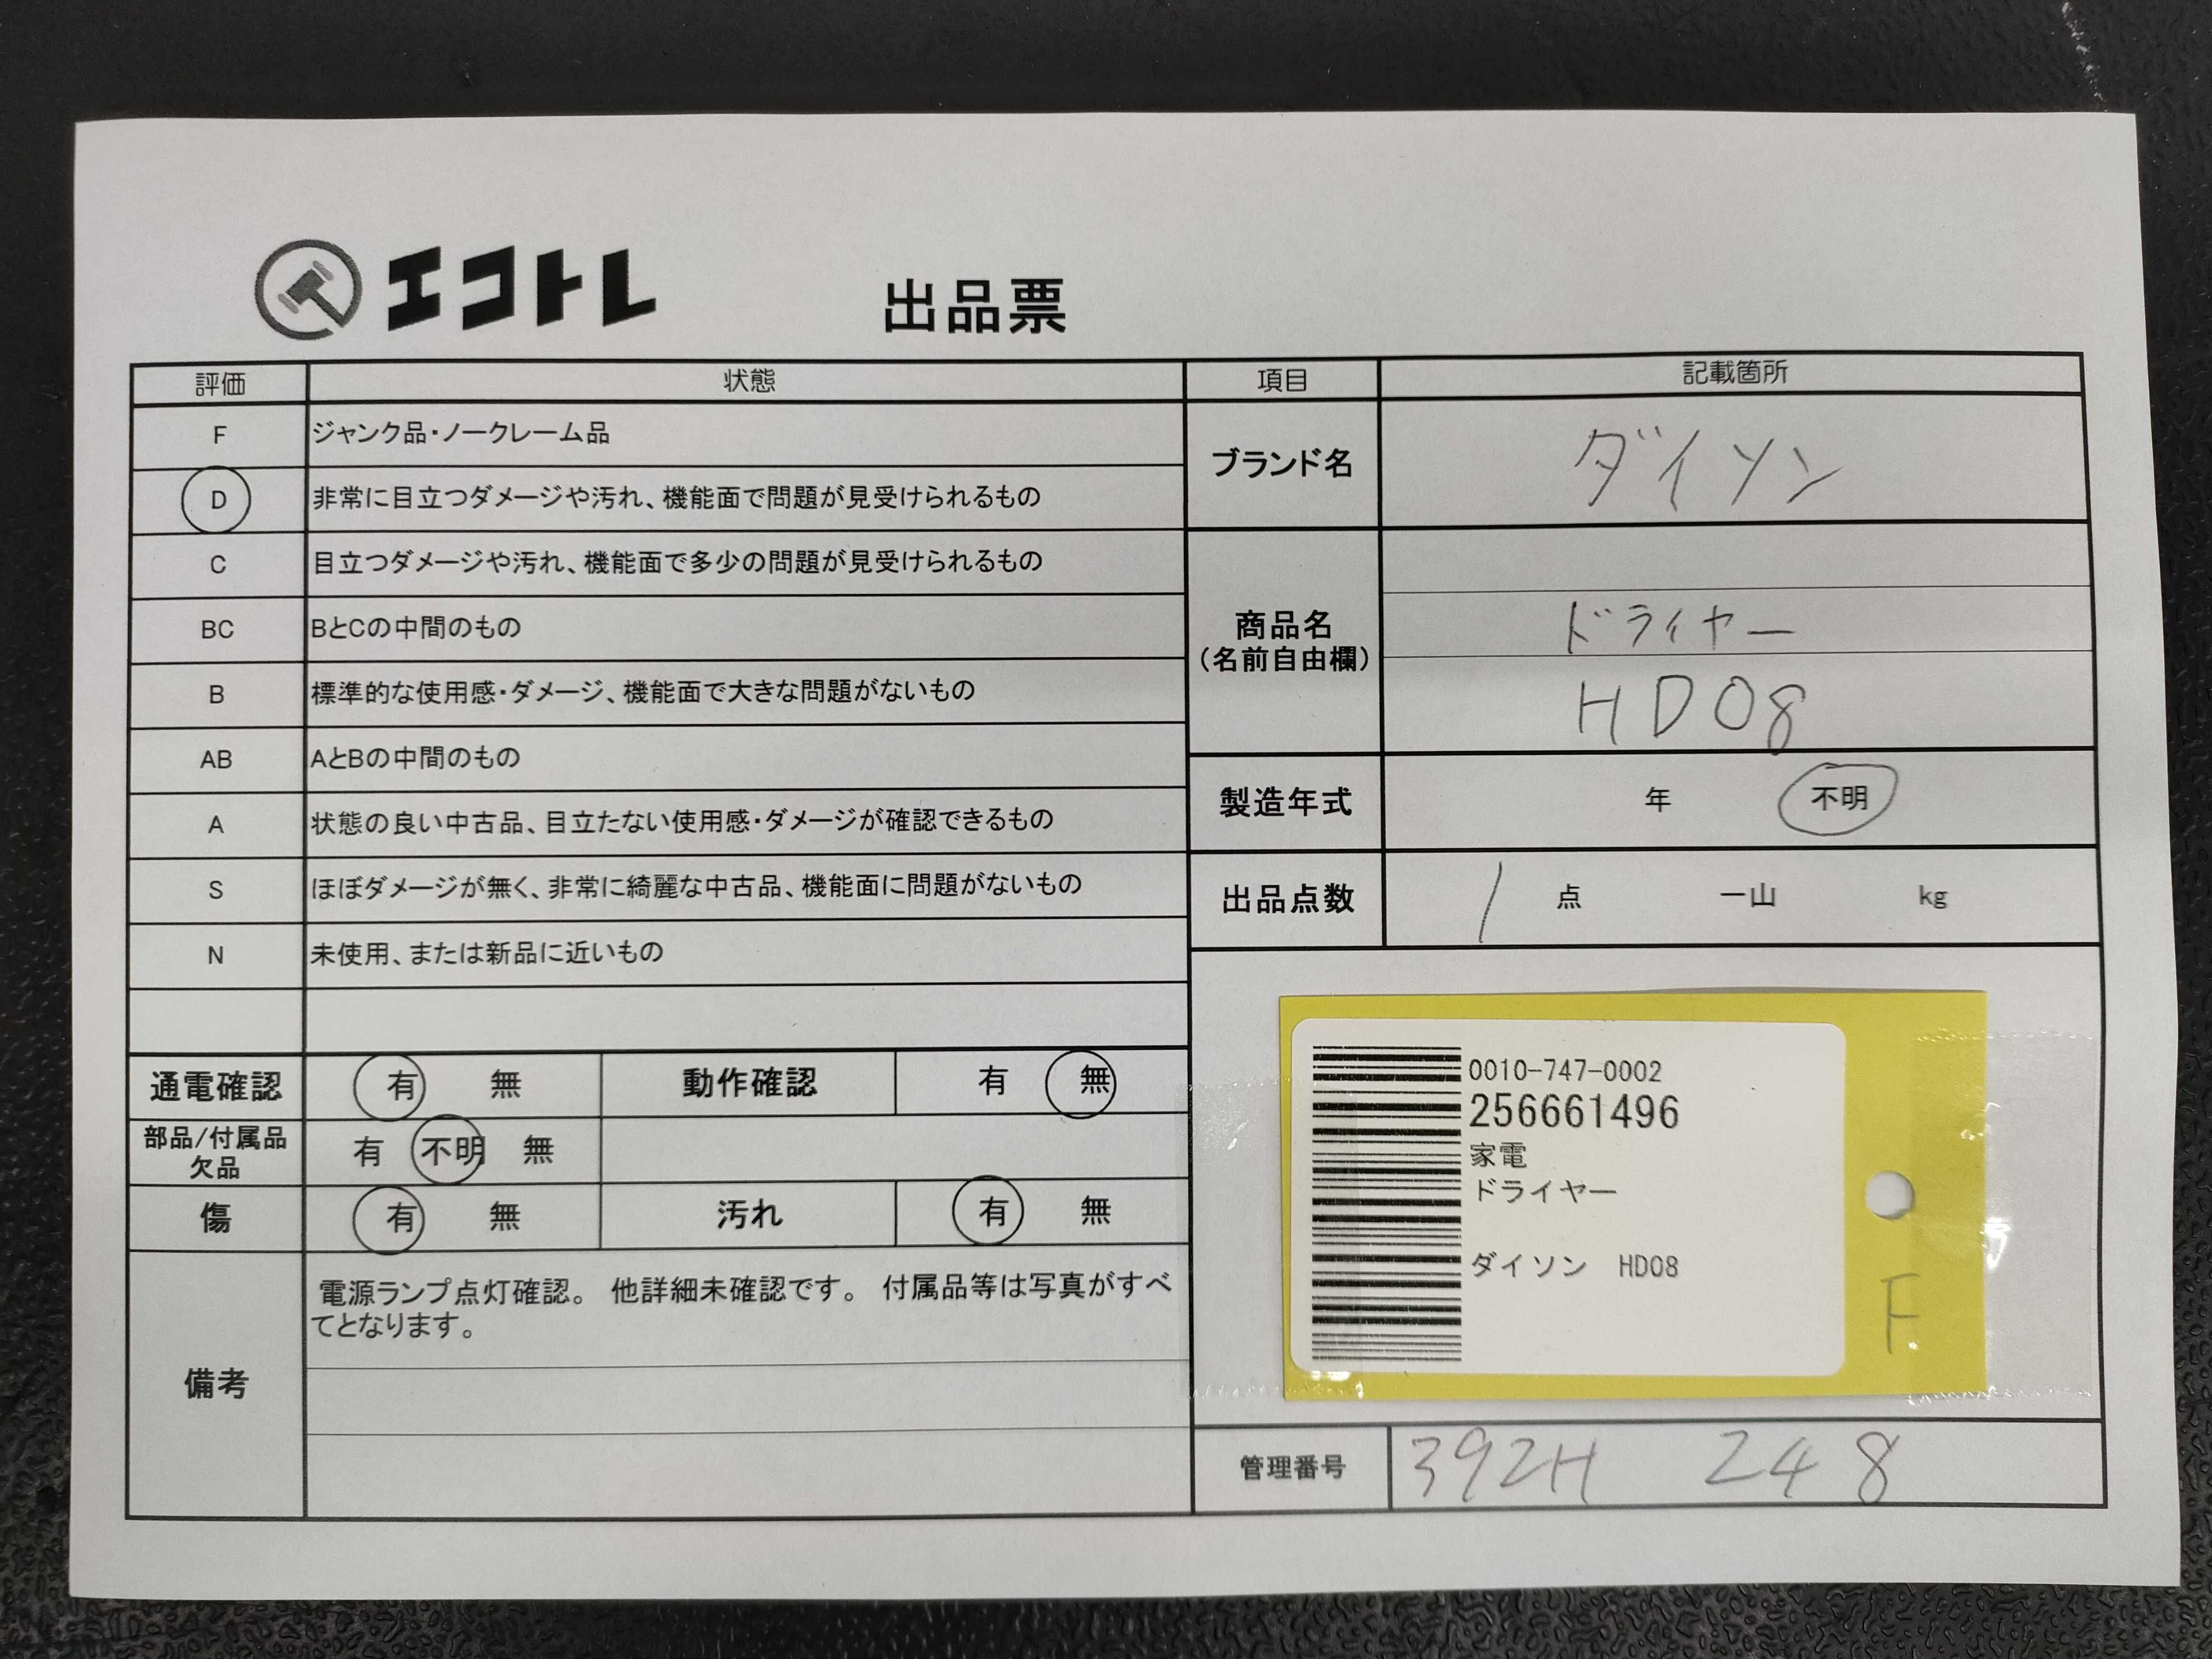 エコトレ
出品票
評価 状態 項目 記載箇所
F ジャンク品・ノークレーム品
D 非常に目立つダメージや汚れ、機能面で問題が見受けられるもの
C 目立つダメージや汚れ、機能面で多少の問題が見受けられるもの
BC BとCの中間のもの
B 標準的な使用感・ダメージ、機能面で大きな問題がないもの
AB AとBの中間のもの
A 状態の良い中古品、目立たない使用感・ダメージが確認できるもの
S ほぼダメージが無く、非常に綺麗な中古品、機能面に問題がないもの
N 未使用、または新品に近いもの
通電確認 有 無 動作確認 有 無
部品/付属品
欠品
有 不明 無
傷 有 無 汚れ 有 無
備考
電源ランプ点灯確認。 他詳細未確認です。 付属品等は写真がすべ
てとなります。
ブランド名 ダイソン
商品名
(名前自由欄)
ドライヤー
HD08
製造年式 年 不明
出品点数 1 点 一山 kg
0010-747-0002
256661496
家電
ドライヤー
ダイソン HD08
F
管理番号 392H 248